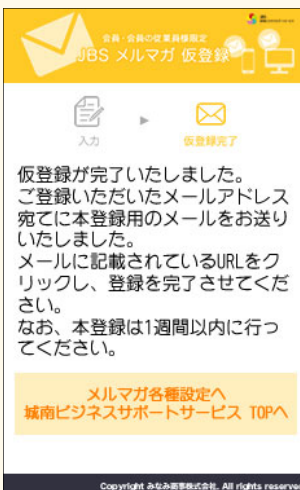 会員・会員の従業員様限定
JBS メルマガ 仮登録
入力
仮登録完了
仮登録が完了いたしました。
ご登録いただいたメールアドレス
宛てに本登録用のメールをお送り
いたしました。
メールに記載されているURLをク
リックし、登録を完了させてくだ
さい。
なお、本登録は1週間以内に行っ
てください。
メルマガ各種設定へ
城南ビジネスサポートサービス TOPへ
Copyright みなみ商事株式会社. All rights reserve